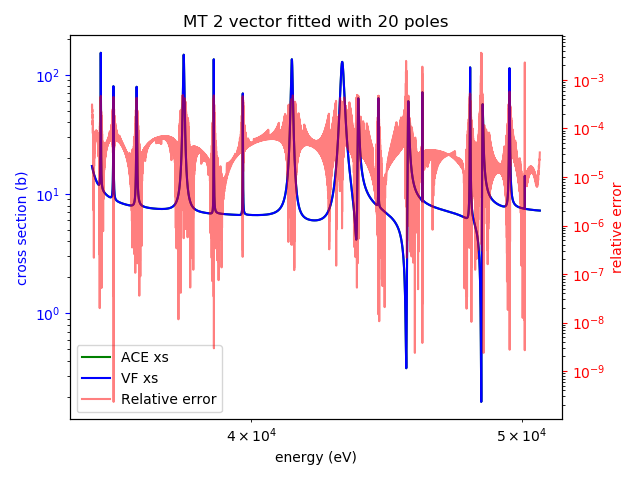 MT 2 vector fitted with 20 poles
cross section (b)
10²
10¹
10⁰
10⁻³
10⁻⁴
10⁻⁵
10⁻⁶
10⁻⁷
10⁻⁸
10⁻⁹
relative error
ACE xs
VF xs
Relative error
4 × 10⁴
5 × 10⁴
energy (eV)